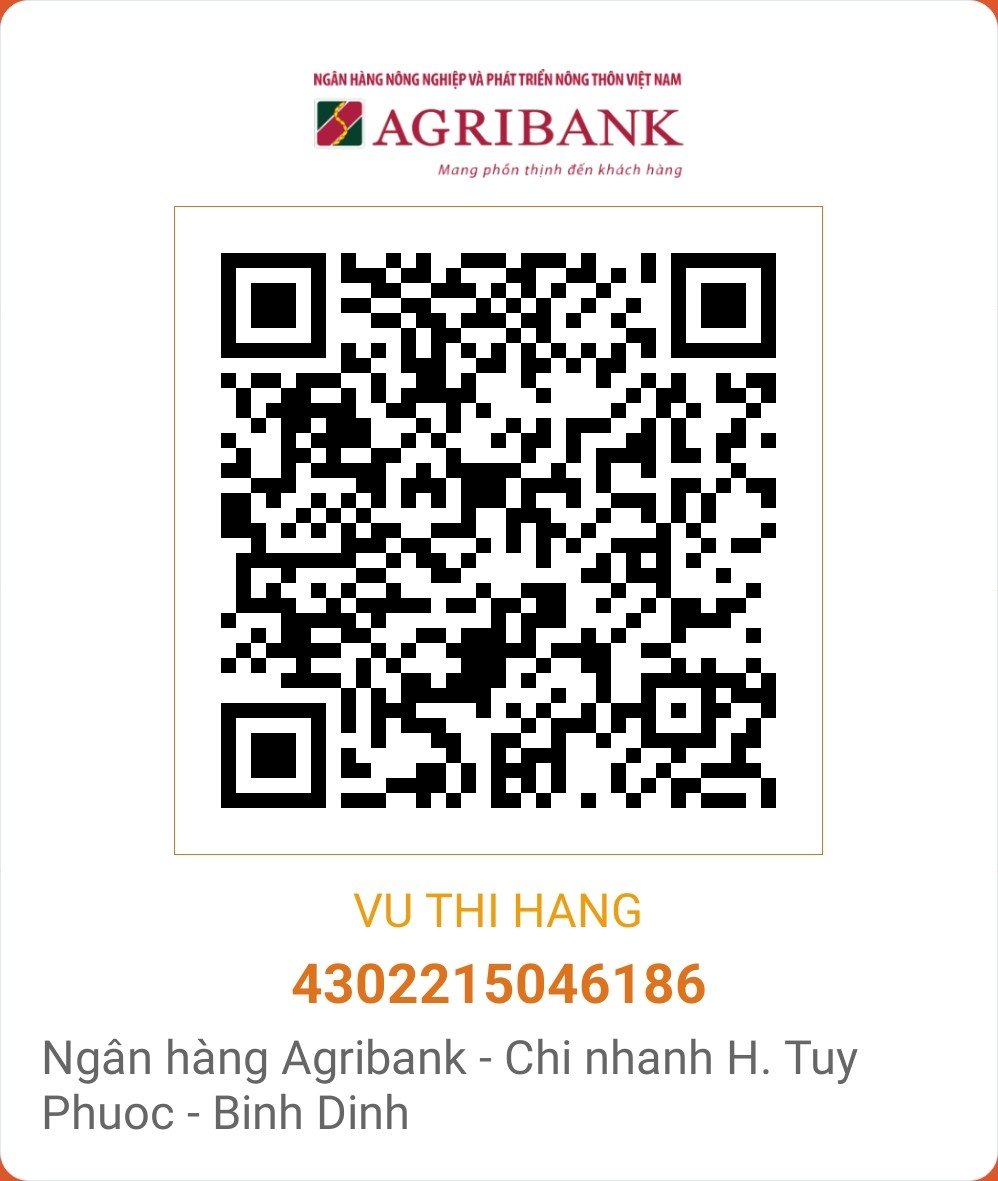 NGÂN HÀNG NÔNG NGHIỆP VÀ PHÁT TRIỂN NÔNG THÔN VIỆT NAM
AGRIBANK
Mang phồn thịnh đến khách hàng
VU THI HANG
4302215046186
Ngân hàng Agribank - Chi nhanh H. Tuy
Phuoc - Binh Dinh